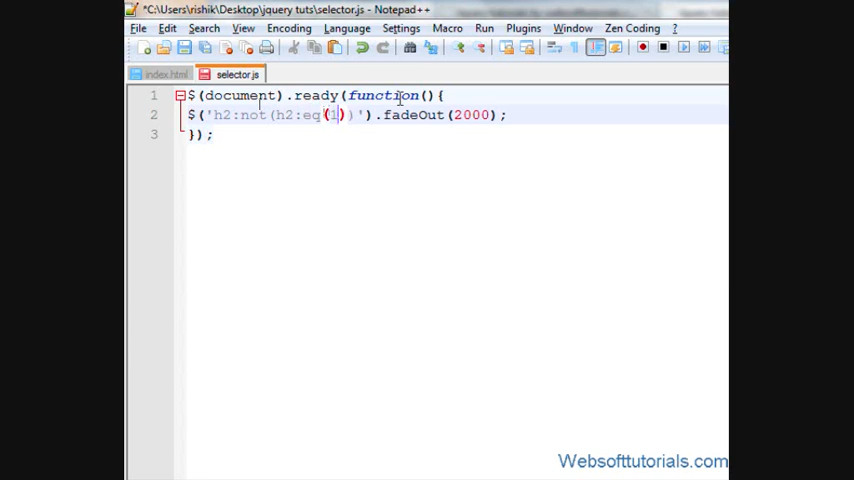 *C:\Users\rishik\Desktop\jquery tuts\selector.js - Notepad++
File Edit Search View Encoding Language Settings Macro Run Plugins Window Zen Coding ?
index.html selector.js
1 $(document).ready(function(){
2 $('h2:not(h2:eq(1))').fadeOut(2000);
3 });
Websofttutorials.com